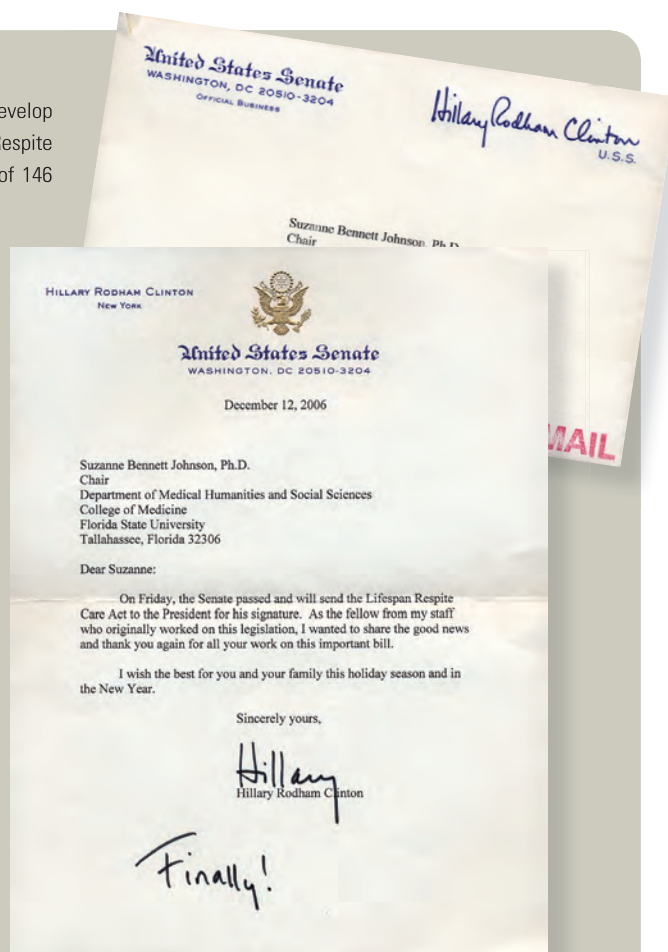 evelop
Respite
of 146
United States Senate
WASHINGTON, DC 20510-3204
OFFICIAL BUSINESS
Hillary Rodham Clinton
U.S.S.
Suzanne Bennett Johnson, Ph.D.
Chair
MAIL
HILLARY RODHAM CLINTON
NEW YORK
United States Senate
WASHINGTON, DC 20510-3204
December 12, 2006
Suzanne Bennett Johnson, Ph.D.
Chair
Department of Medical Humanities and Social Sciences
College of Medicine
Florida State University
Tallahassee, Florida 32306
Dear Suzanne:
On Friday, the Senate passed and will send the Lifespan Respite
Care Act to the President for his signature. As the fellow from my staff
who originally worked on this legislation, I wanted to share the good news
and thank you again for all your work on this important bill.
I wish the best for you and your family this holiday season and in
the New Year.
Sincerely yours,
Hillary
Hillary Rodham Clinton
Finally!